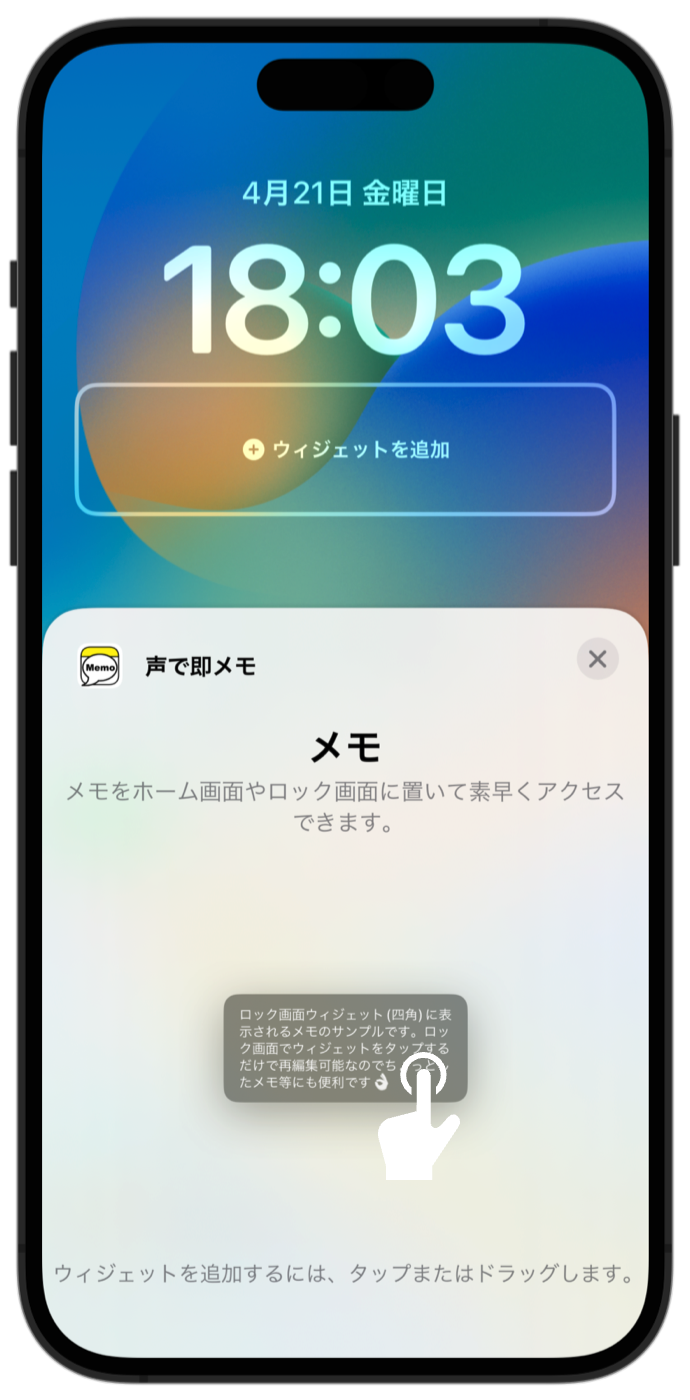 4月21日 金曜日
18:03
ウィジェットを追加
Memo
声で即メモ
メモ
メモをホーム画面やロック画面に置いて素早くアクセス
できます。
ロック画面ウィジェット(四角)に表
示されるメモのサンプルです。ロッ
ク画面でウィジェットをタップする
だけで再編集可能なのでちょっとし
たメモ等にも便利です👌
ウィジェットを追加するには、タップまたはドラッグします。